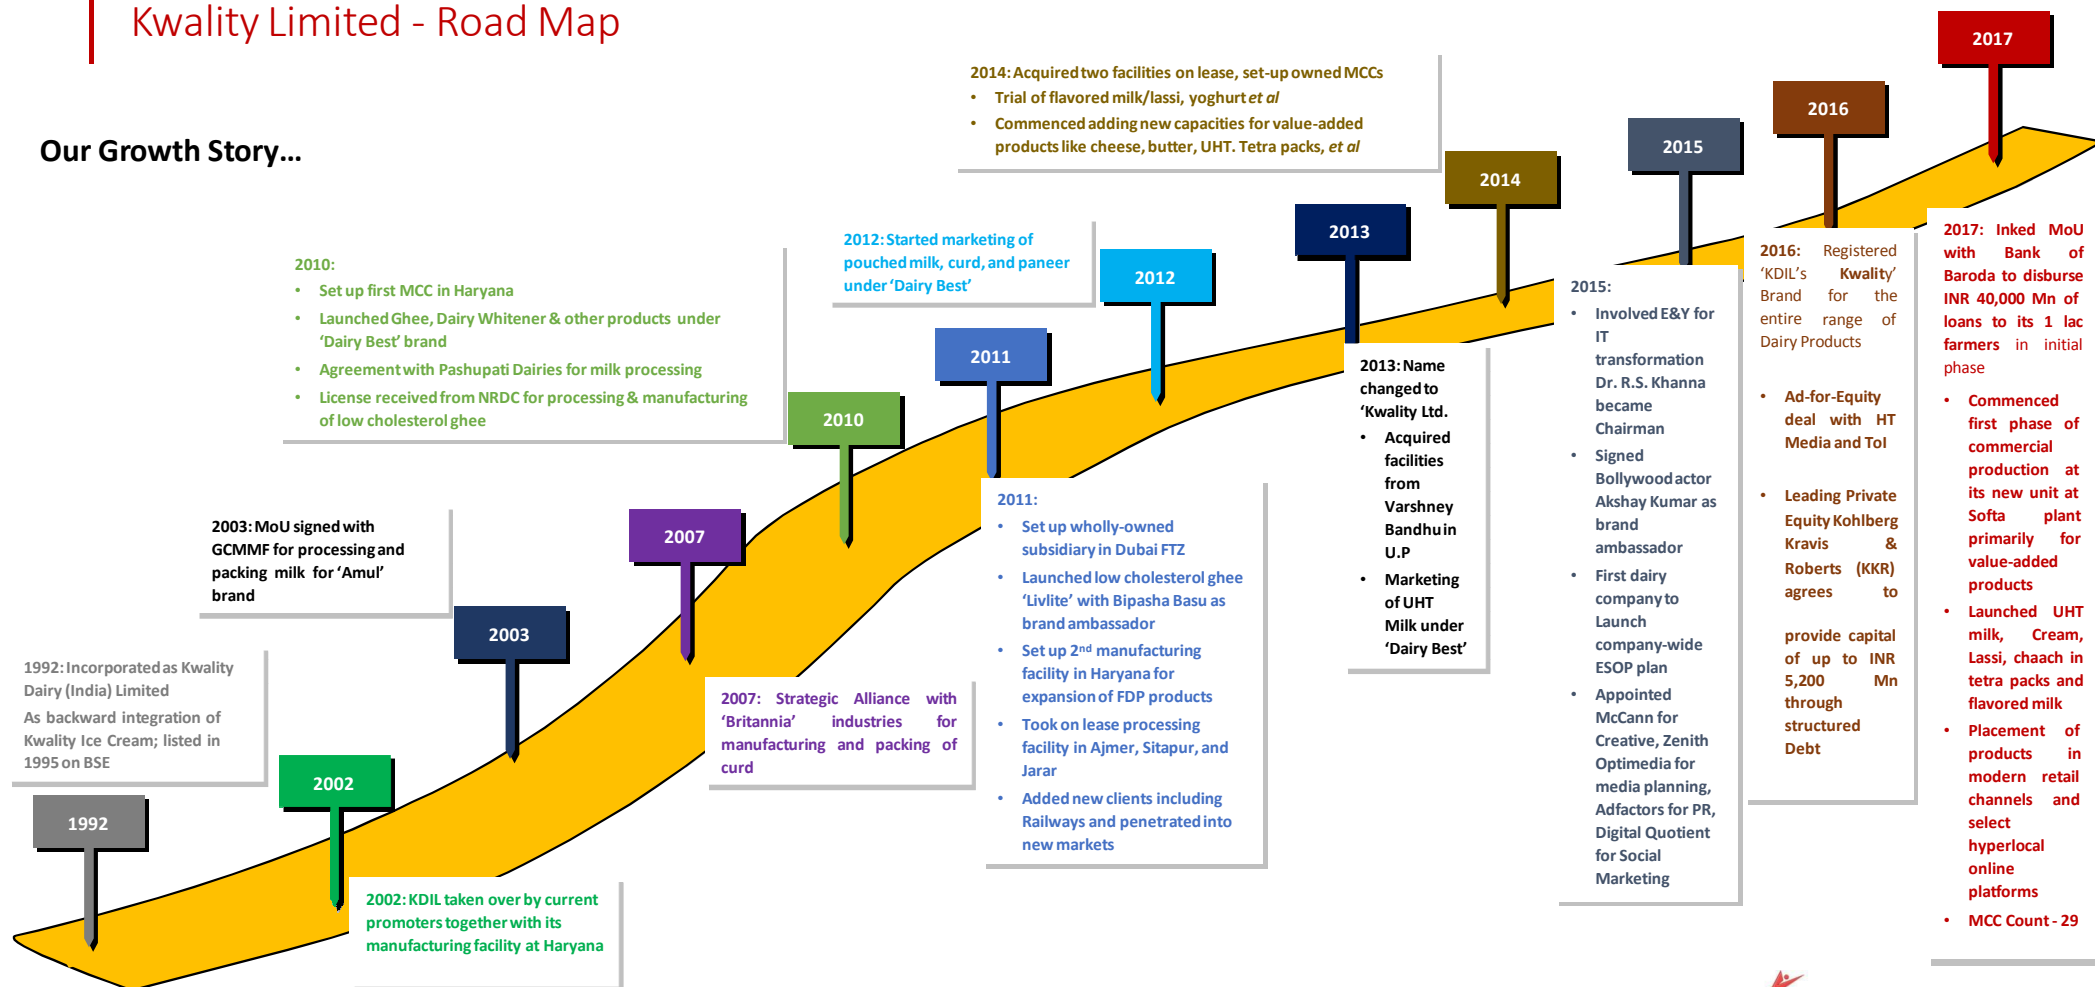 Kwality Limited - Road Map
Our Growth Story...
1992
1992: Incorporated as Kwality
Dairy (India) Limited
As backward integration of
Kwality Ice Cream; listed in
1995 on BSE
2002
2002: KDIL taken over by current
promoters together with its
manufacturing facility at Haryana
2003
2003: MoU signed with
GCMMF for processing and
packing milk for ‘Amul’
brand
2007
2007: Strategic Alliance with
‘Britannia’ industries for
manufacturing and packing of
curd
2010
2010:
• Set up first MCC in Haryana
• Launched Ghee, Dairy Whitener & other products under
‘Dairy Best’ brand
• Agreement with Pashupati Dairies for milk processing
• License received from NRDC for processing & manufacturing
of low cholesterol ghee
2011
2011:
• Set up wholly-owned
subsidiary in Dubai FTZ
• Launched low cholesterol ghee
‘Livlite’ with Bipasha Basu as
brand ambassador
• Set up 2nd manufacturing
facility in Haryana for
expansion of FDP products
• Took on lease processing
facility in Ajmer, Sitapur, and
Jarar
• Added new clients including
Railways and penetrated into
new markets
2012
2012: Started marketing of
pouched milk, curd, and paneer
under ‘Dairy Best’
2013
2013: Name
changed to
‘Kwality Ltd.
• Acquired
facilities
from
Varshney
Bandhu in
U.P
• Marketing
of UHT
Milk under
‘Dairy Best’
2014
2014: Acquired two facilities on lease, set-up owned MCCs
• Trial of flavored milk/lassi, yoghurt et al
• Commenced adding new capacities for value-added
products like cheese, butter, UHT. Tetra packs, et al
2015
2015:
• Involved E&Y for
IT
transformation
Dr. R.S. Khanna
became
Chairman
• Signed
Bollywood actor
Akshay Kumar as
brand
ambassador
• First dairy
company to
Launch
company-wide
ESOP plan
• Appointed
McCann for
Creative, Zenith
Optimedia for
media planning,
Adfactors for PR,
Digital Quotient
for Social
Marketing
2016
2016: Registered
‘KDIL’s Kwality’
Brand for the
entire range of
Dairy Products
• Ad-for-Equity
deal with HT
Media and ToI
• Leading Private
Equity Kohlberg
Kravis &
Roberts (KKR)
agrees to
provide capital
of up to INR
5,200 Mn
through
structured
Debt
2017
2017: Inked MoU
with Bank of
Baroda to disburse
INR 40,000 Mn of
loans to its 1 lac
farmers in initial
phase
• Commenced
first phase of
commercial
production at
its new unit at
Softa plant
primarily for
value-added
products
• Launched UHT
milk, Cream,
Lassi, chaach in
tetra packs and
flavored milk
• Placement of
products in
modern retail
channels and
select
hyperlocal
online
platforms
• MCC Count - 29